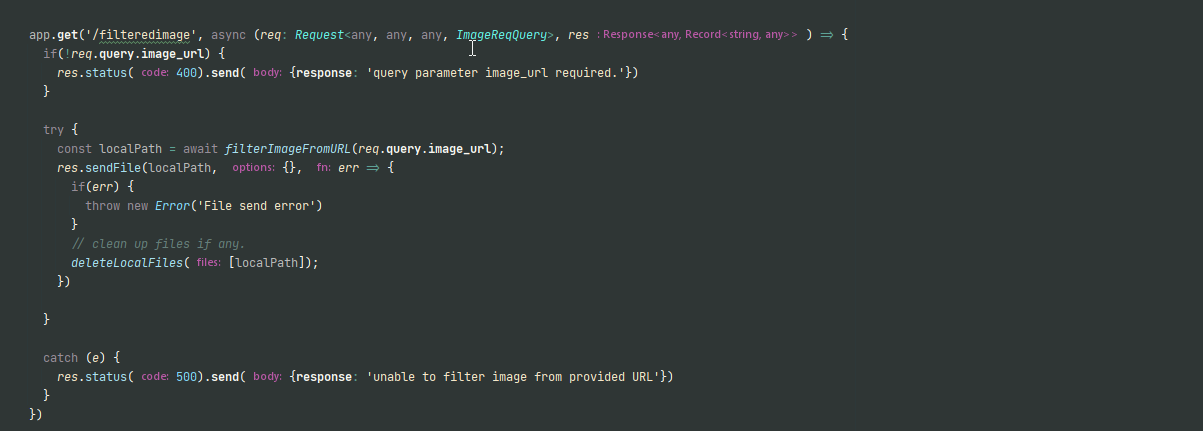 app.get('/filteredimage', async (req: Request<any, any, any, ImageReqQuery>, res : Response<any, Record<string, any>> ) => {
if(!req.query.image_url) {
res.status( code: 400).send( body: {response: 'query parameter image_url required.'})
}
try {
const localPath = await filterImageFromURL(req.query.image_url);
res.sendFile(localPath, options: {}, fn: err => {
if(err) {
throw new Error('File send error')
}
// clean up files if any.
deleteLocalFiles( files: [localPath]);
})
}
catch (e) {
res.status( code: 500).send( body: {response: 'unable to filter image from provided URL'})
}
})